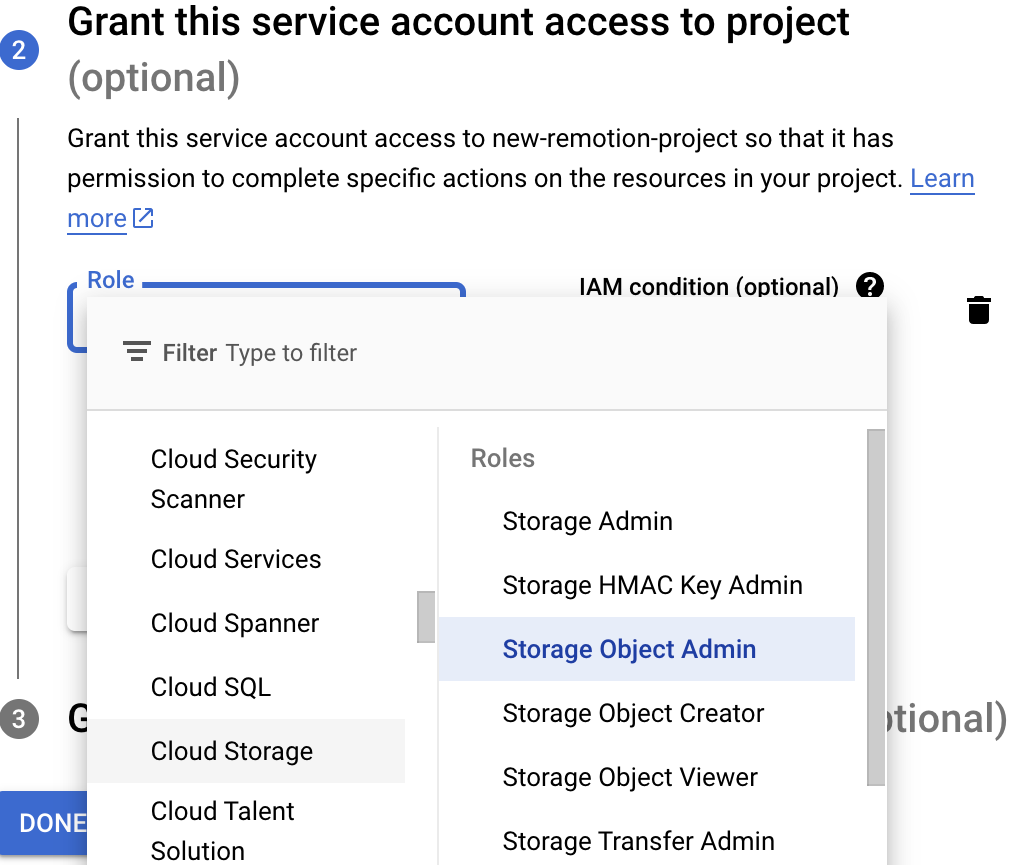 2
Grant this service account access to project
(optional)
Grant this service account access to new-remotion-project so that it has
permission to complete specific actions on the resources in your project. Learn
more
Role
IAM condition (optional)
?
Filter Type to filter
Cloud Security
Scanner
Cloud Services
Cloud Spanner
Cloud SQL
Cloud Storage
Cloud Talent
Solution
Roles
Storage Admin
Storage HMAC Key Admin
Storage Object Admin
Storage Object Creator
Storage Object Viewer
Storage Transfer Admin
3
G
ptional)
DONE